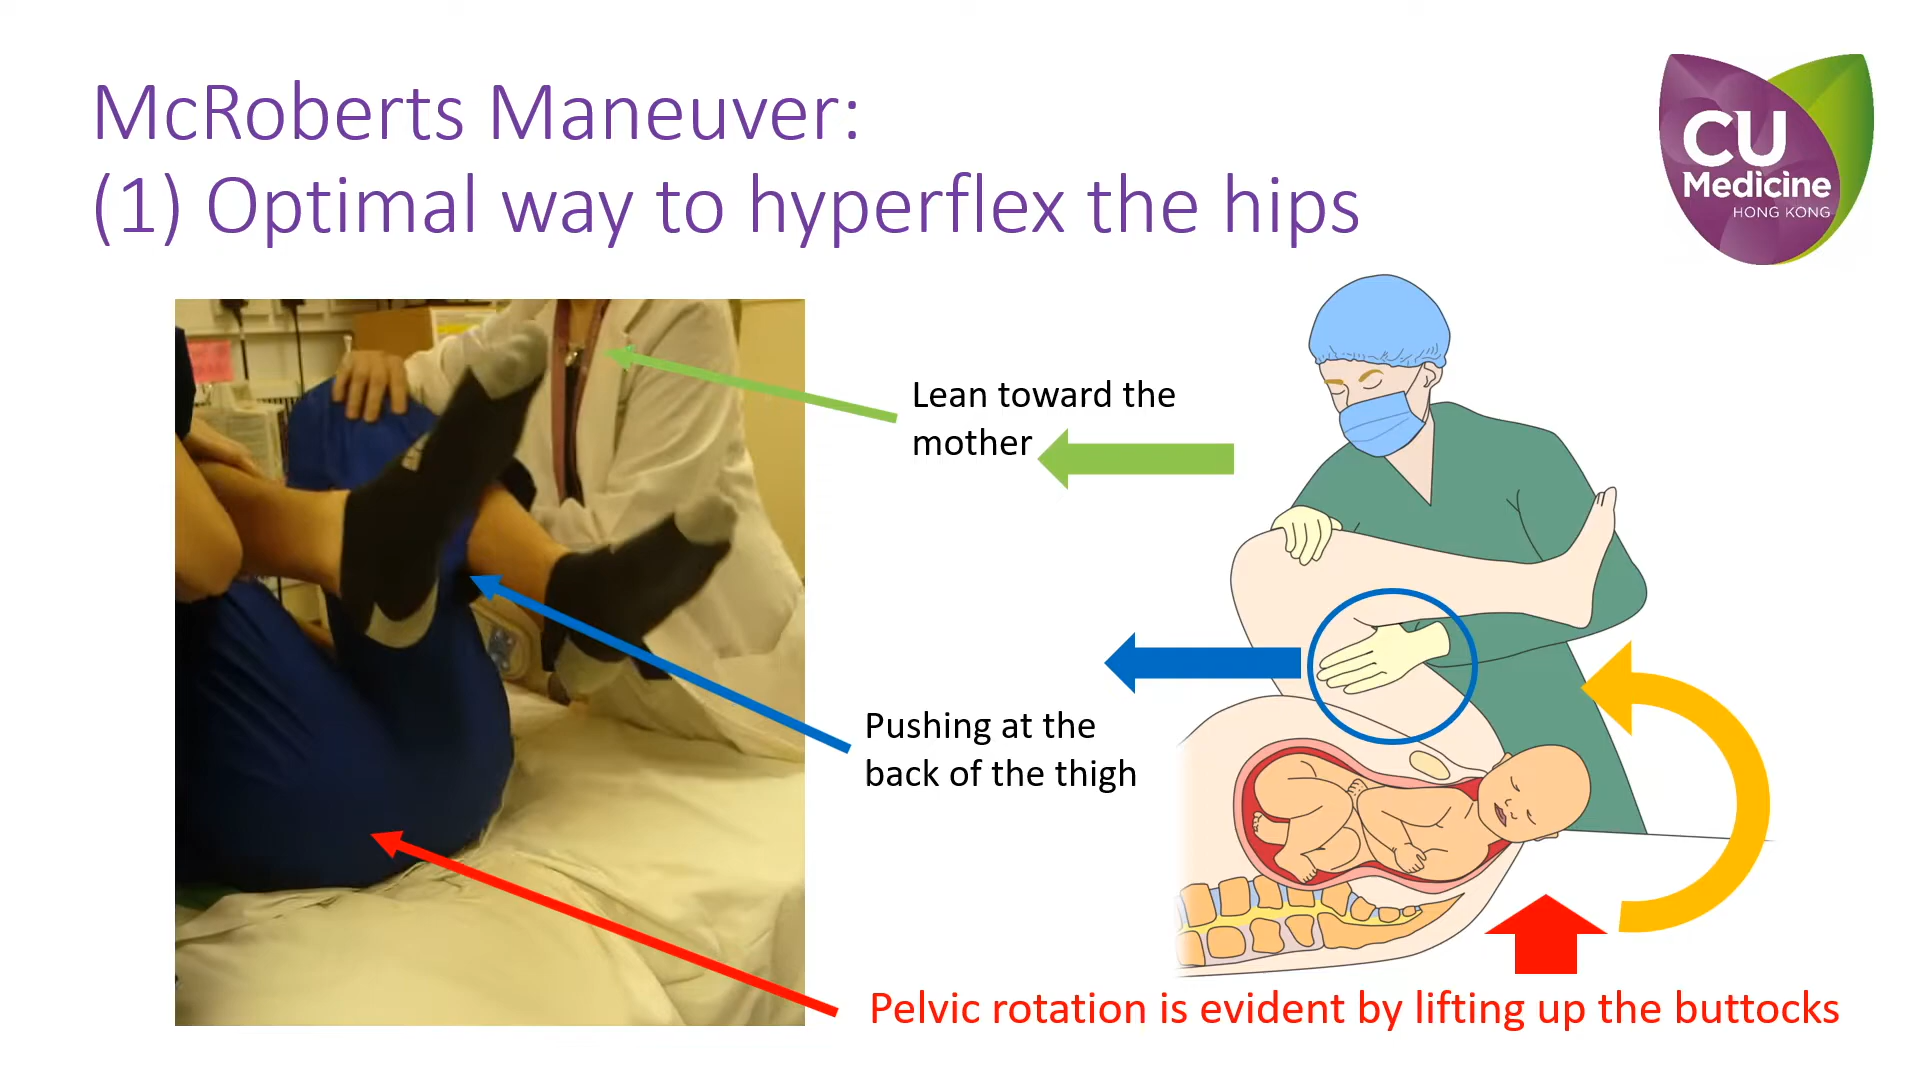 McRoberts Maneuver:
(1) Optimal way to hyperflex the hips
CU
Medicine
HONG KONG
Lean toward the
mother
Pushing at the
back of the thigh
Pelvic rotation is evident by lifting up the buttocks